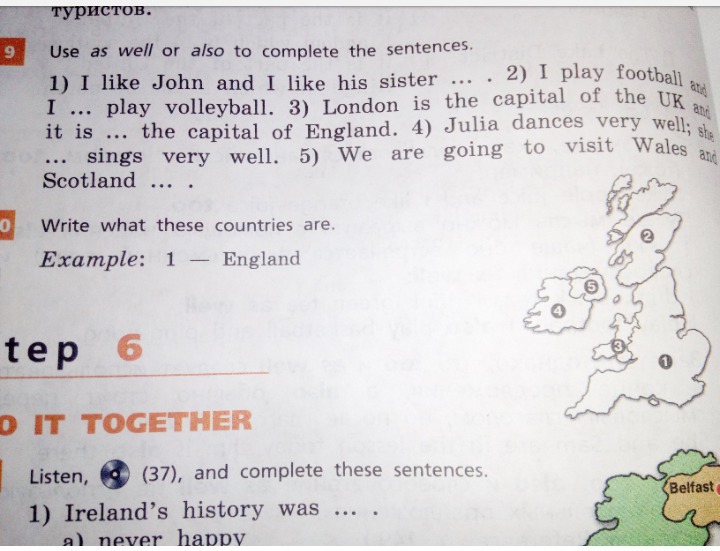 туристов.
9 Use as well or also to complete the sentences.
1) I like John and I like his sister ... . 2) I play football and
I ... play volleyball. 3) London is the capital of the UK and
it is ... the capital of England. 4) Julia dances very well; she
... sings very well. 5) We are going to visit Wales and
Scotland ... .
0 Write what these countries are.
Example: 1 — England
2
5
4
3
1
tep 6
O IT TOGETHER
Listen, (37), and complete these sentences.
1) Ireland's history was ... .
a) never happy
Belfast